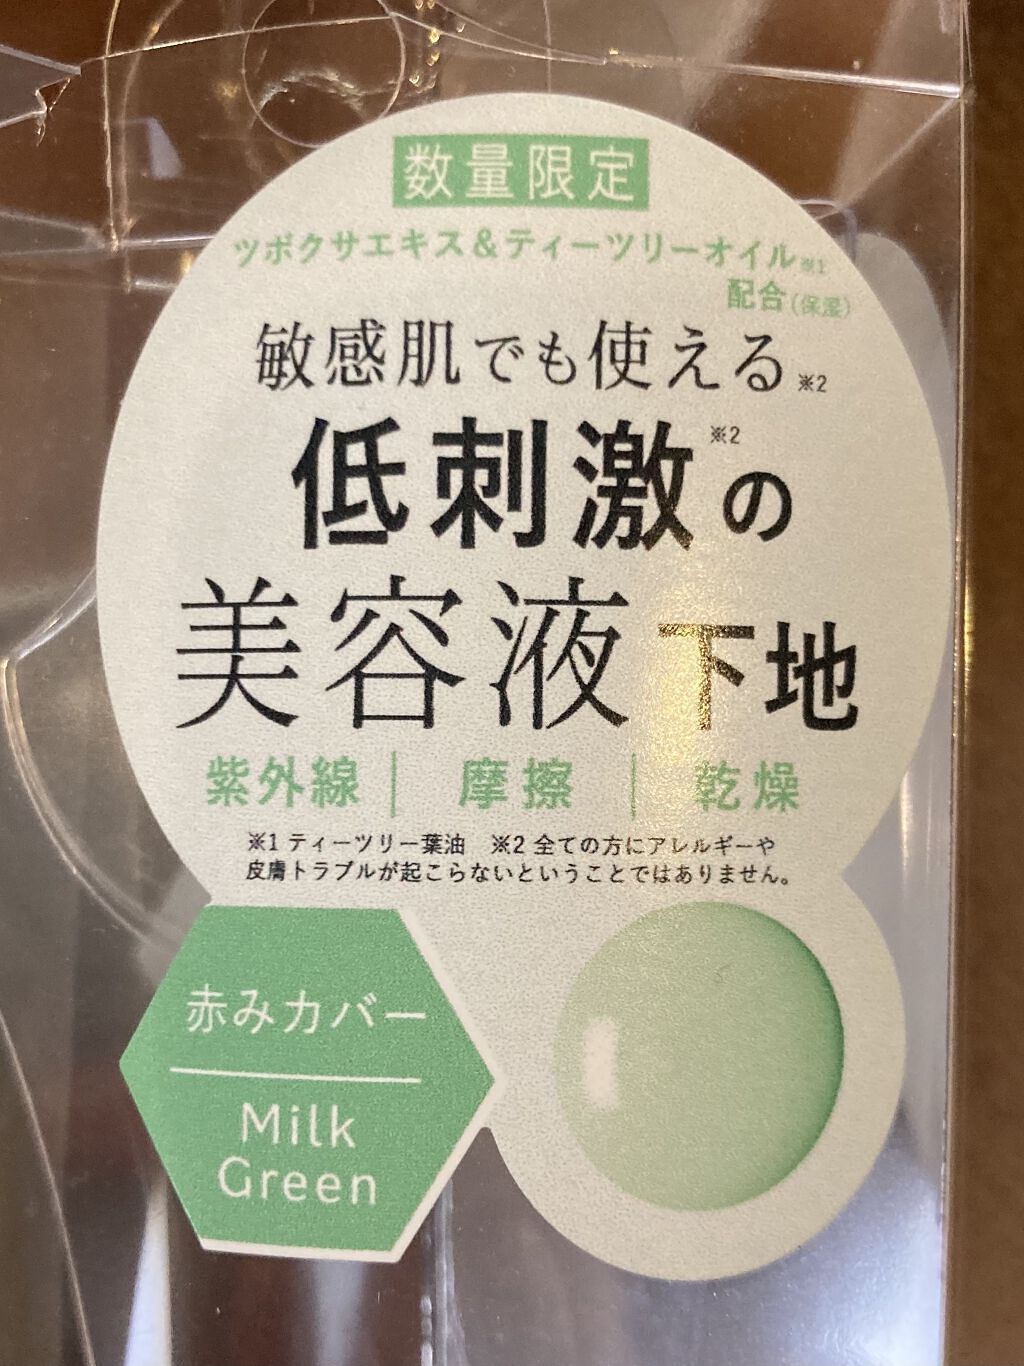 数量限定
ツボクサエキス&ティーツリーオイル※1
配合(保湿)
敏感肌でも使える※2
低刺激※2の
美容液下地
紫外線|摩擦|乾燥
※1 ティーツリー葉油 ※2 全ての方にアレルギーや
皮膚トラブルが起こらないということではありません。
赤みカバー
Milk
Green